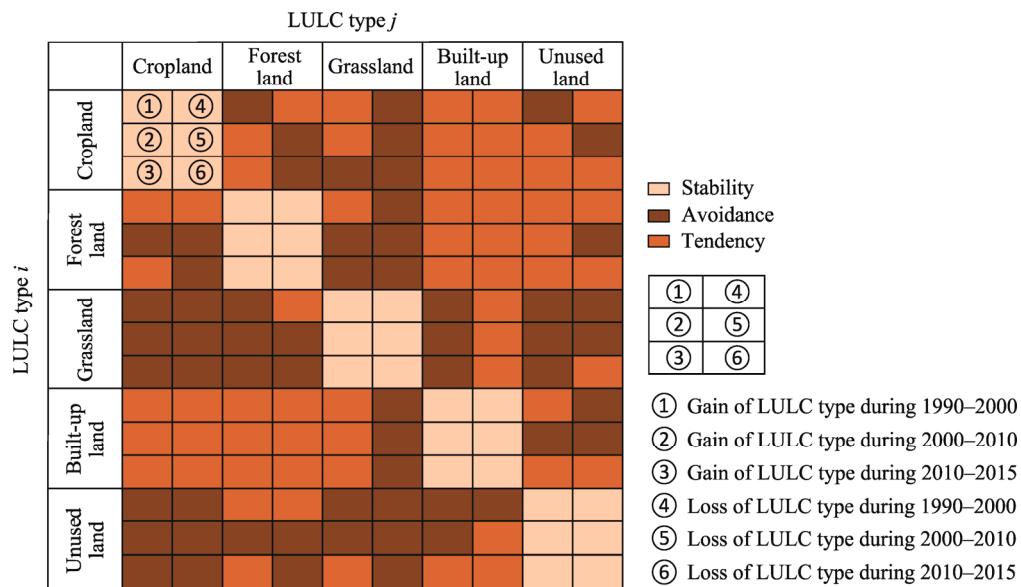 LULC type j
Cropland
Forest
land
Grassland
Built-up
land
Unused
land
LULC type i
Cropland
① ④
② ⑤
③ ⑥
Forest
land
Grassland
Built-up
land
Unused
land
Stability
Avoidance
Tendency
① ④
② ⑤
③ ⑥
① Gain of LULC type during 1990–2000
② Gain of LULC type during 2000–2010
③ Gain of LULC type during 2010–2015
④ Loss of LULC type during 1990–2000
⑤ Loss of LULC type during 2000–2010
⑥ Loss of LULC type during 2010–2015